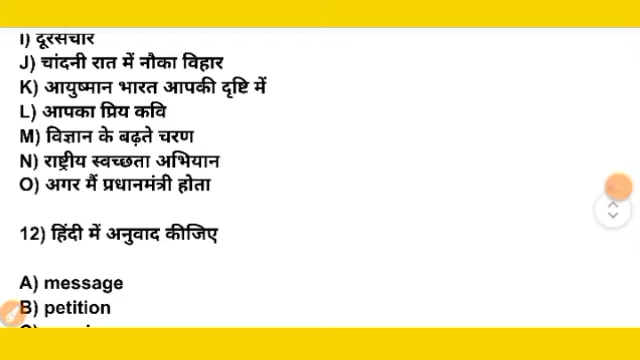 I) दूरसंचार
J) चांदनी रात में नौका विहार
K) आयुष्मान भारत आपकी दृष्टि में
L) आपका प्रिय कवि
M) विज्ञान के बढ़ते चरण
N) राष्ट्रीय स्वच्छता अभियान
O) अगर मैं प्रधानमंत्री होता
12) हिंदी में अनुवाद कीजिए
A) message
B) petition